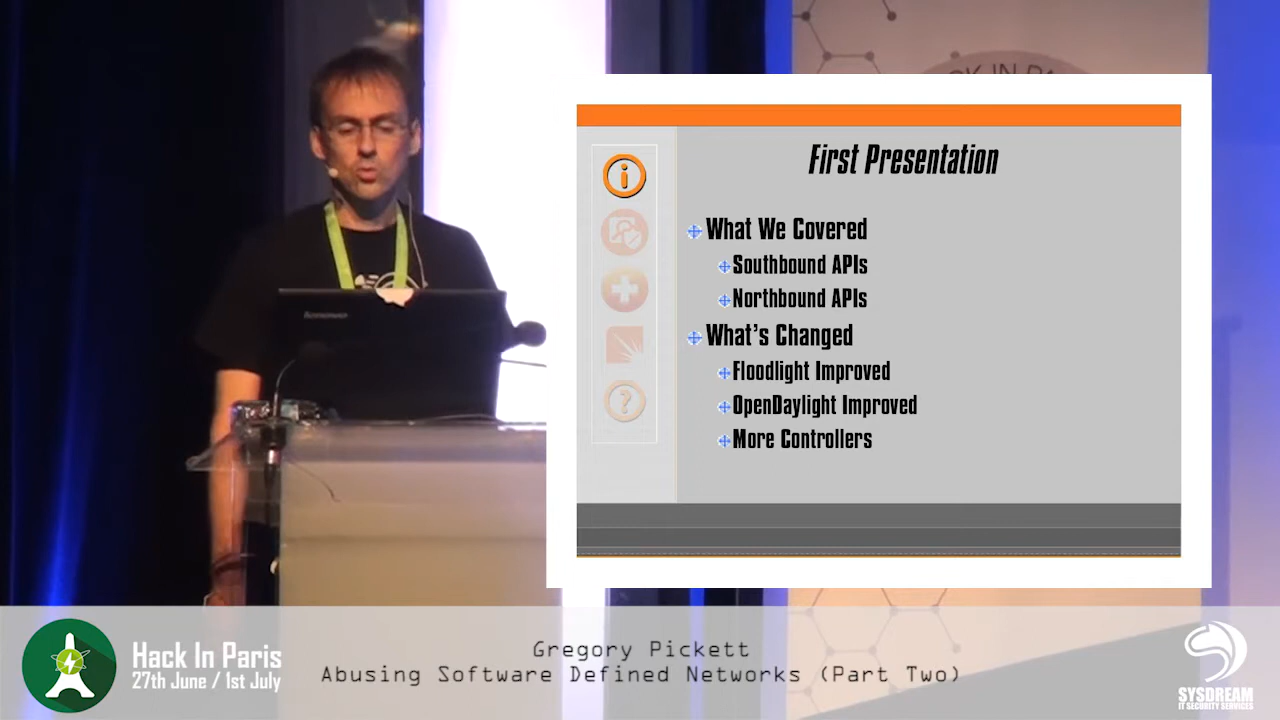 First Presentation
What We Covered
Southbound APIs
Northbound APIs
What's Changed
Floodlight Improved
OpenDaylight Improved
More Controllers
Hack In Paris
27th June / 1st July
Gregory Pickett
Abusing Software Defined Networks (Part Two)
SYSDREAM
IT SECURITY SERVICES